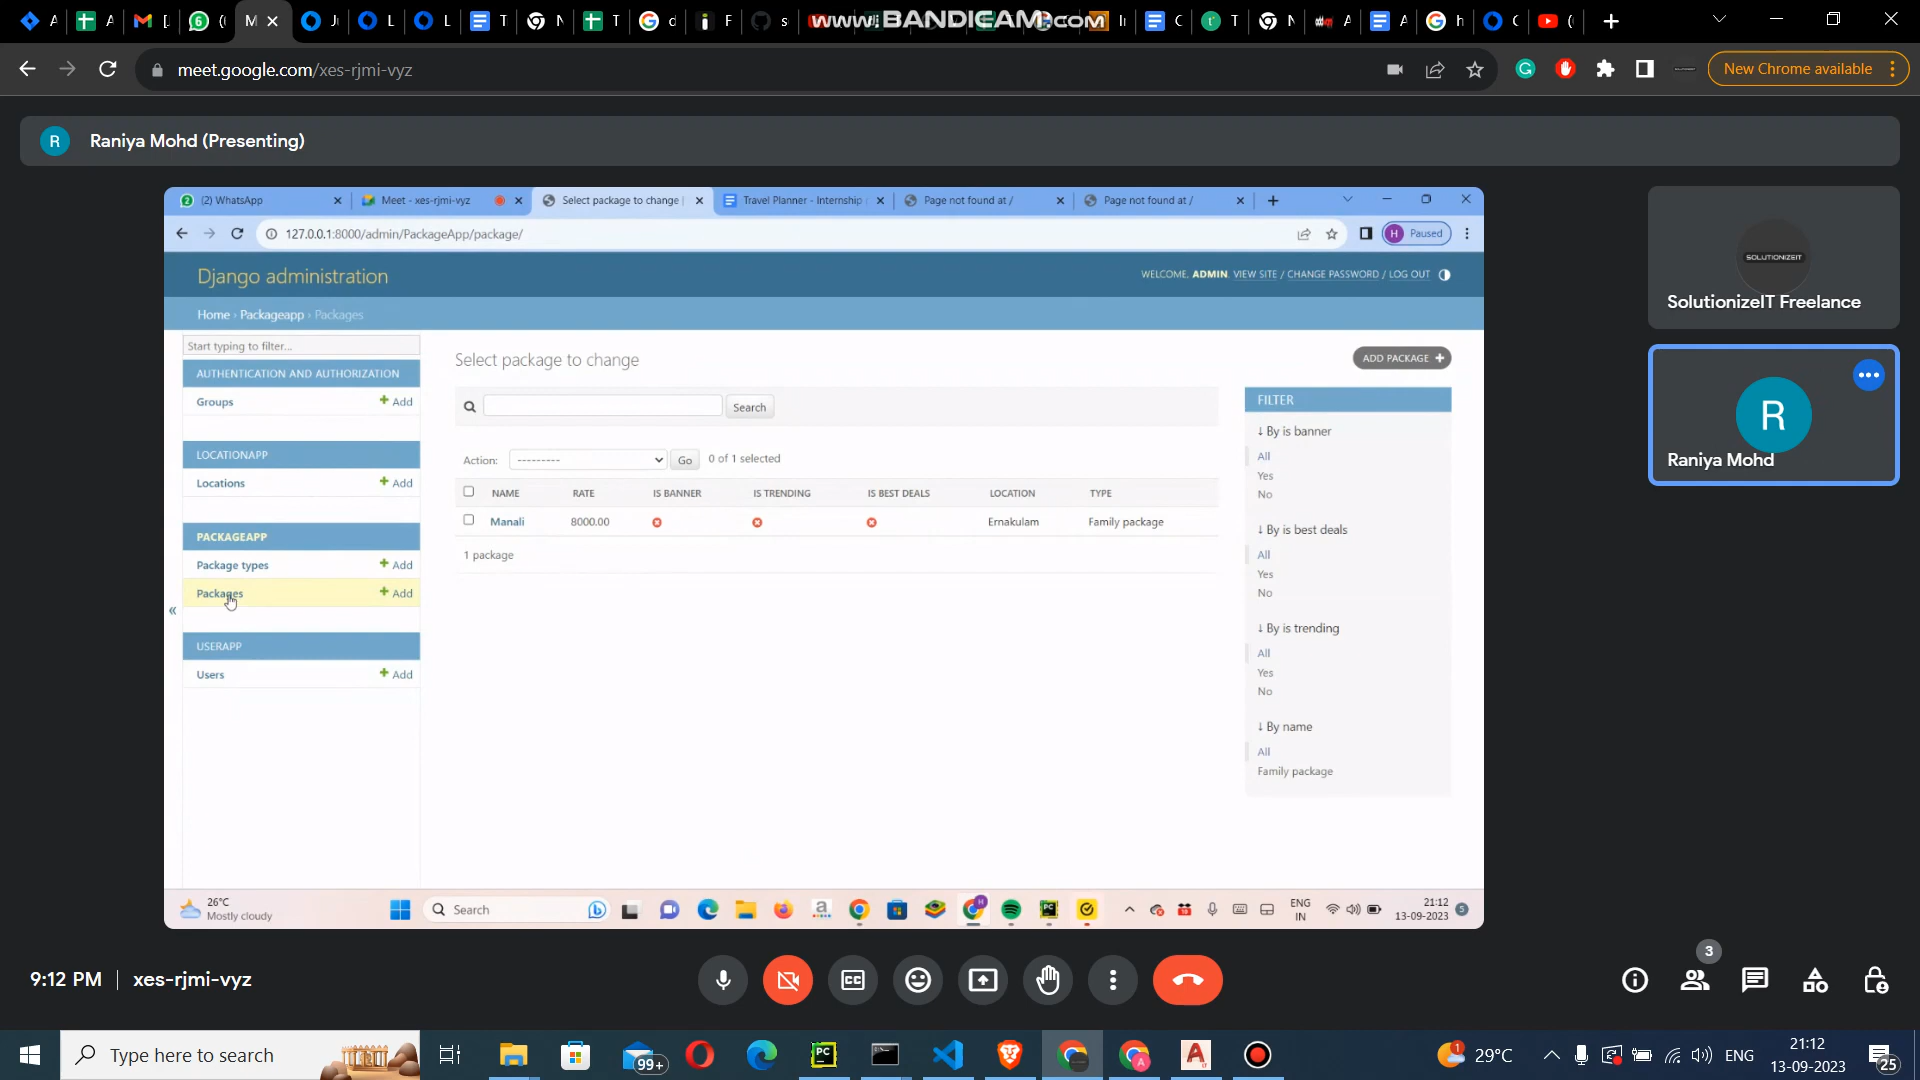 www.BANDICAM.com
meet.google.com/xes-rjmi-vyz
New Chrome available
R Raniya Mohd (Presenting)
(2) WhatsApp
Meet - xes-rjmi-vyz
Select package to change
Travel Planner - Internship
Page not found at /
Page not found at /
127.0.0.1:8000/admin/PackageApp/package/
H Paused
Django administration
WELCOME, ADMIN. VIEW SITE / CHANGE PASSWORD / LOG OUT
Home › Packageapp › Packages
Start typing to filter...
AUTHENTICATION AND AUTHORIZATION
Groups + Add
LOCATIONAPP
Locations + Add
PACKAGEAPP
Package types + Add
Packages + Add
«
USERAPP
Users + Add
Select package to change
ADD PACKAGE +
Search
Action: --------- Go 0 of 1 selected
NAME RATE IS BANNER IS TRENDING IS BEST DEALS LOCATION TYPE
Manali 8000.00 Ernakulam Family package
1 package
FILTER
↓ By is banner
All
Yes
No
↓ By is best deals
All
Yes
No
↓ By is trending
All
Yes
No
↓ By name
All
Family package
26°C
Mostly cloudy
Search
ENG
IN
21:12
13-09-2023
5
SOLUTIONIZEIT
SolutionizeIT Freelance
R
Raniya Mohd
9:12 PM | xes-rjmi-vyz
3
Type here to search
99+
29°C
ENG
21:12
13-09-2023
25